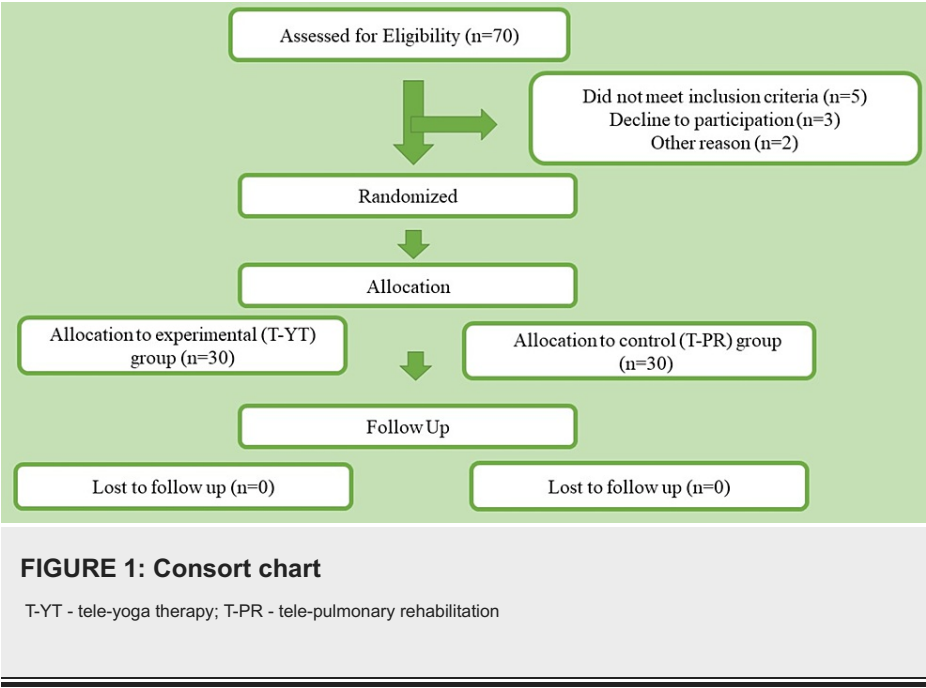 Assessed for Eligibility (n=70)
Did not meet inclusion criteria (n=5)
Decline to participation (n=3)
Other reason (n=2)
Randomized
Allocation
Allocation to experimental (T-YT)
group (n=30)
Allocation to control (T-PR) group
(n=30)
Follow Up
Lost to follow up (n=0)
Lost to follow up (n=0)
FIGURE 1: Consort chart
T-YT - tele-yoga therapy; T-PR - tele-pulmonary rehabilitation